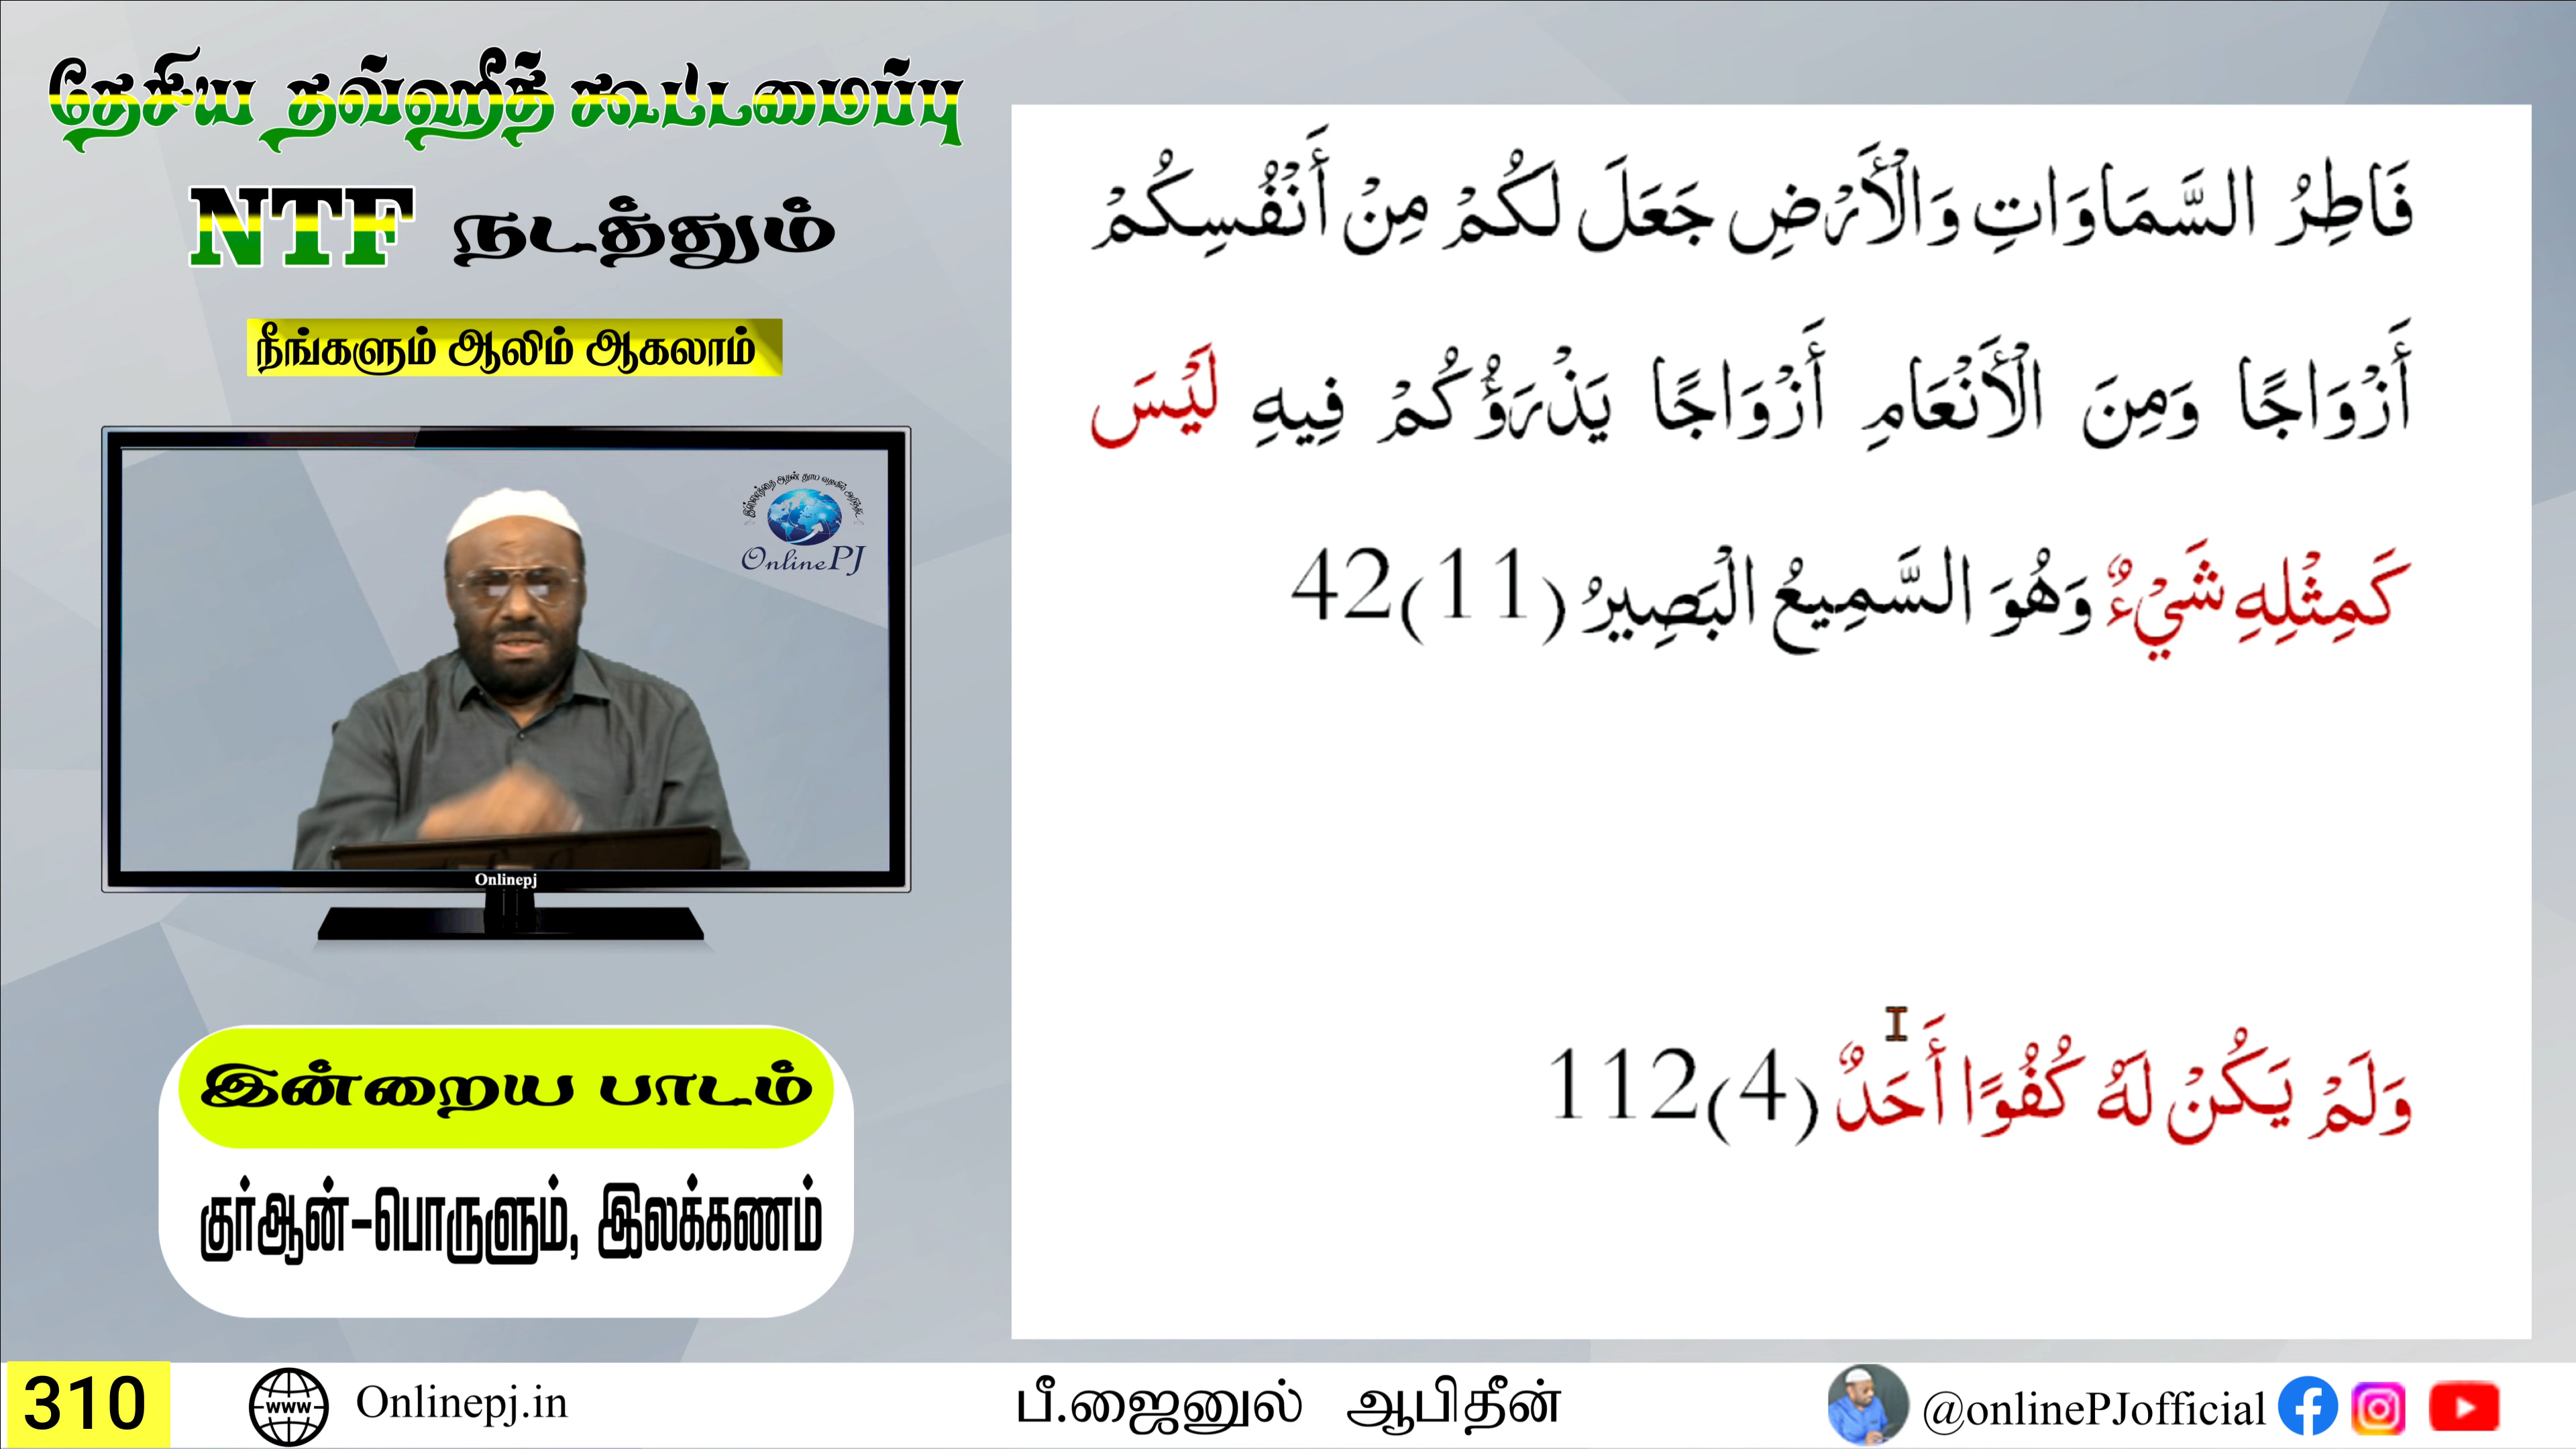 தேசிய தவ்ஹீத் கூட்டமைப்பு
NTF நடத்தும்
நீங்களும் ஆலிம் ஆகலாம்
OnlinePJ
Onlinepj
இன்றைய பாடம்
குர்ஆன்-பொருளும், இலக்கணம்
فَاطِرُ السَّمَاوَاتِ وَالْأَرْضِ جَعَلَ لَكُمْ مِنْ أَنْفُسِكُمْ
أَزْوَاجًا وَمِنَ الْأَنْعَامِ أَزْوَاجًا يَذْرَؤُكُمْ فِيهِ لَيْسَ
كَمِثْلِهِ شَيْءٌ وَهُوَ السَّمِيعُ الْبَصِيرُ (11)42
وَلَمْ يَكُنْ لَهُ كُفُوًا أَحَدٌ (4)112
310
www
Onlinepj.in
பீ.ஜைனுல் ஆபிதீன்
@onlinePJofficial